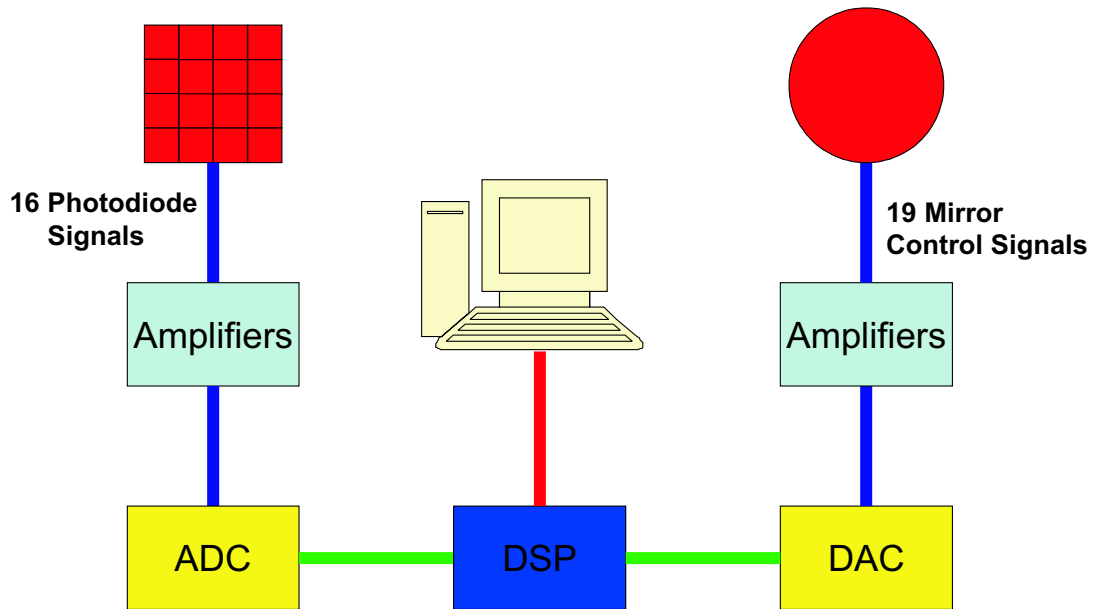 16 Photodiode
Signals
19 Mirror
Control Signals
Amplifiers
Amplifiers
ADC
DSP
DAC